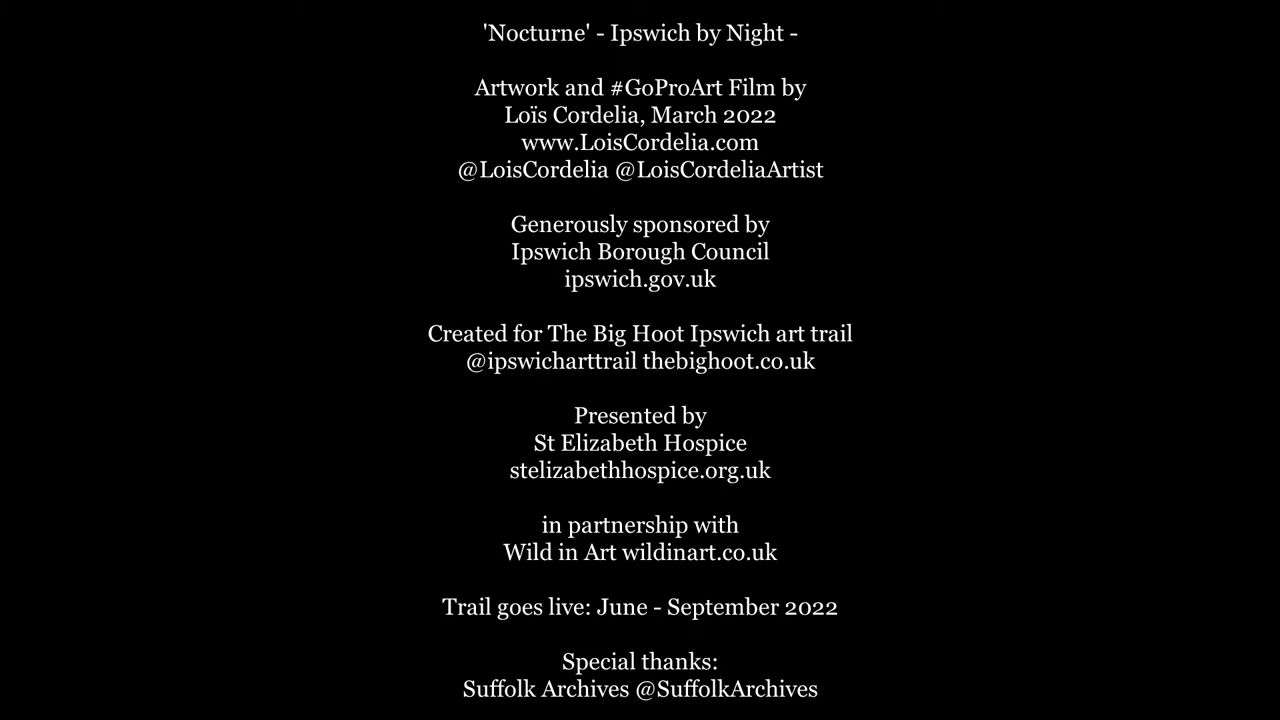 'Nocturne' - Ipswich by Night -
Artwork and #GoProArt Film by
Loïs Cordelia, March 2022
www.LoisCordelia.com
@LoisCordelia @LoisCordeliaArtist
Generously sponsored by
Ipswich Borough Council
ipswich.gov.uk
Created for The Big Hoot Ipswich art trail
@ipswicharttrail thebighoot.co.uk
Presented by
St Elizabeth Hospice
stelizabethhospice.org.uk
in partnership with
Wild in Art wildinart.co.uk
Trail goes live: June - September 2022
Special thanks:
Suffolk Archives @SuffolkArchives